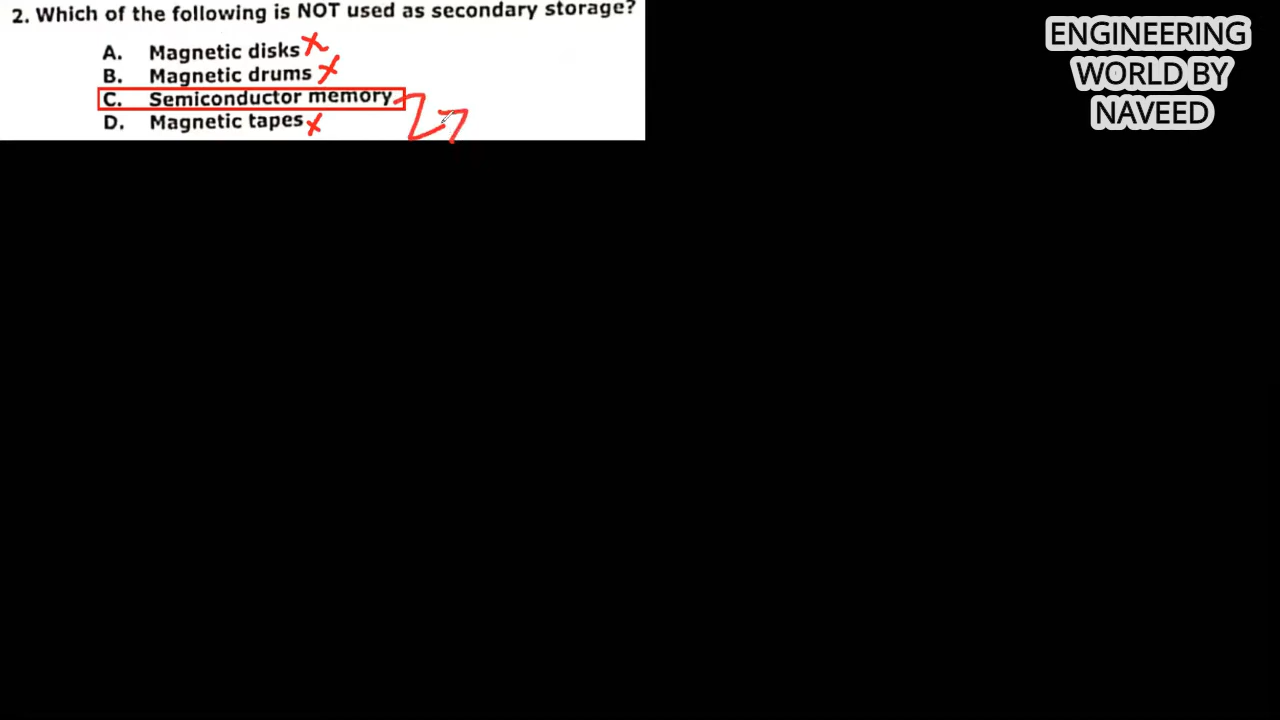 2. Which of the following is NOT used as secondary storage?
A. Magnetic disks
B. Magnetic drums
C. Semiconductor memory
D. Magnetic tapes
ENGINEERING
WORLD BY
NAVEED